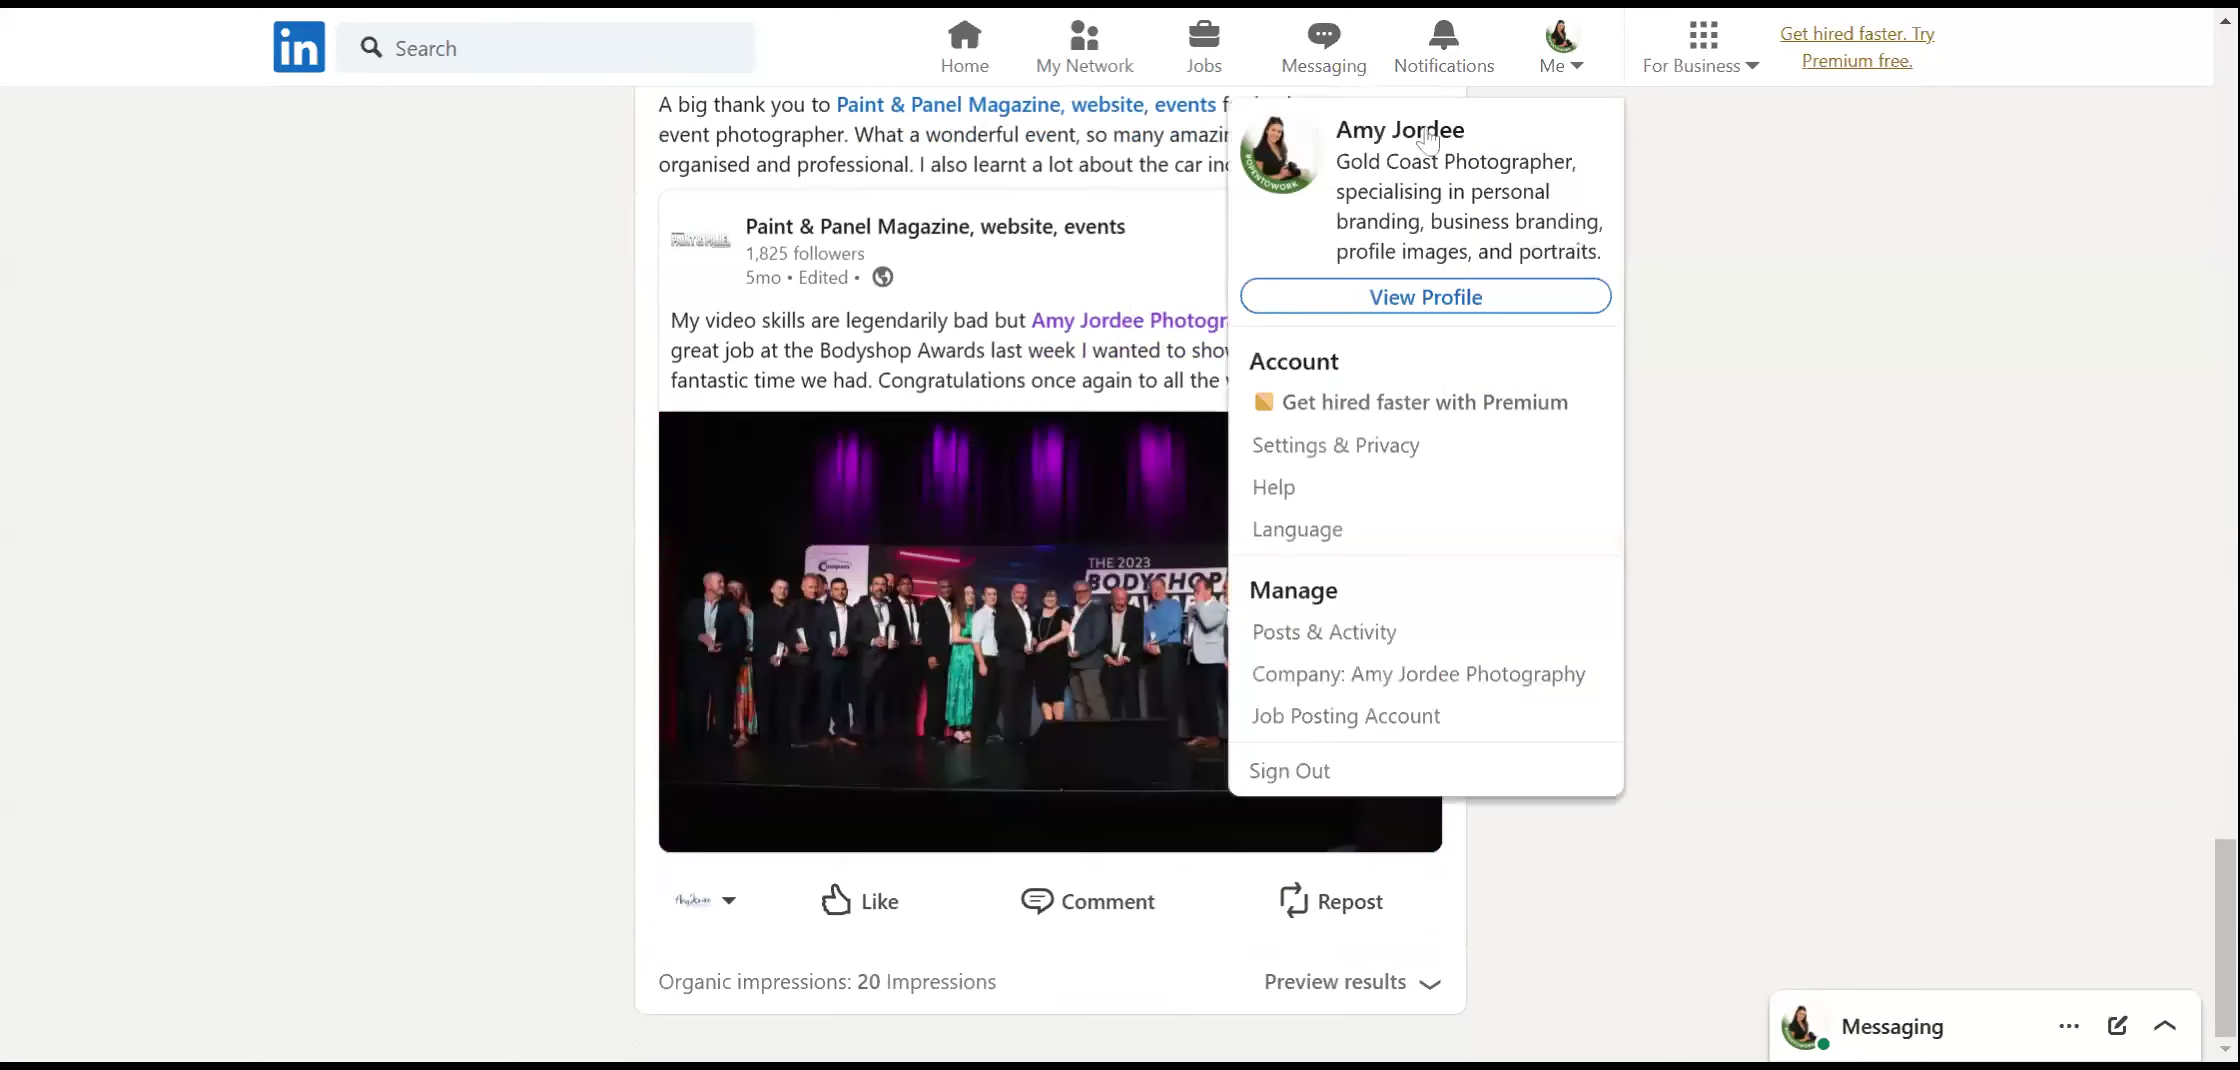 in
Search
Home
My Network
Jobs
Messaging
Notifications
Me
For Business
Get hired faster. Try
Premium free.
A big thank you to Paint & Panel Magazine, website, events
event photographer. What a wonderful event, so many
organised and professional. I also learnt a lot about the car
Paint & Panel Magazine, website, events
1,825 followers
5mo • Edited •
My video skills are legendarily bad but Amy Jordee
great job at the Bodyshop Awards last week I wanted to
fantastic time we had. Congratulations once again to all the
THE 2023
BODYSHOP
Like
Comment
Repost
Organic impressions: 20 Impressions
Preview results
Amy Jordee
Gold Coast Photographer,
specialising in personal
branding, business branding,
profile images, and portraits.
#OPENTOWORK
View Profile
Account
Get hired faster with Premium
Settings & Privacy
Help
Language
Manage
Posts & Activity
Company: Amy Jordee Photography
Job Posting Account
Sign Out
Messaging